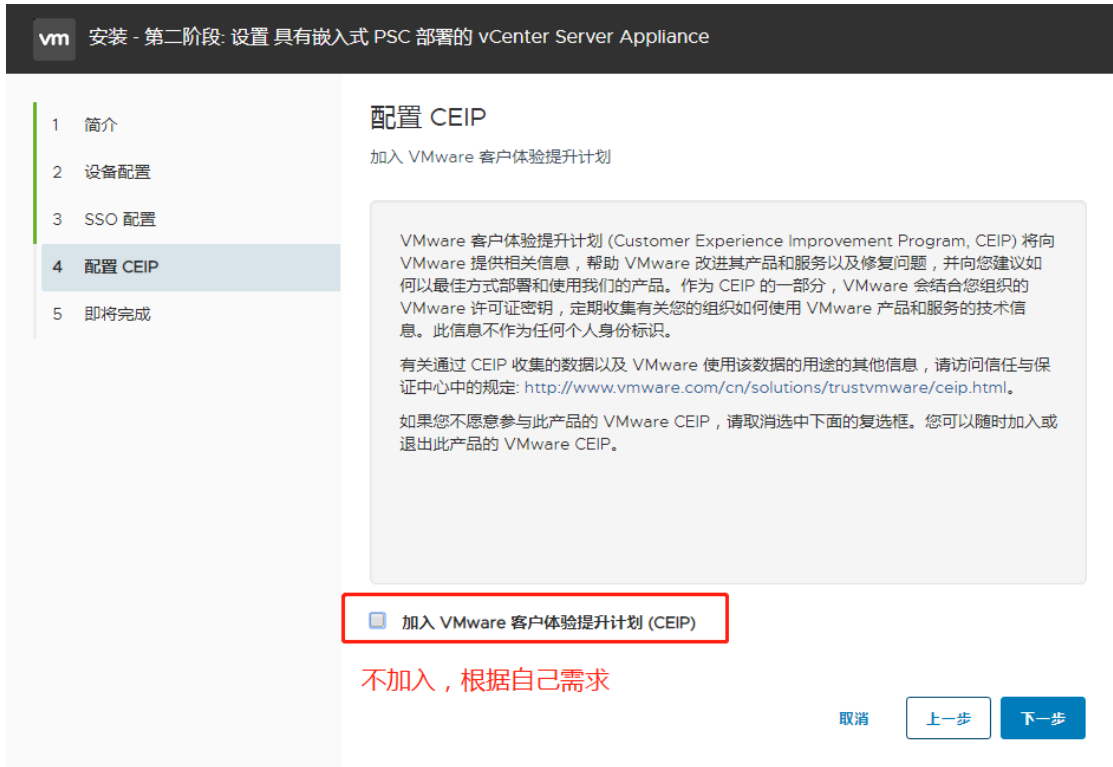 vm 安装 - 第二阶段: 设置 具有嵌入式 PSC 部署的 vCenter Server Appliance
1 简介
2 设备配置
3 SSO 配置
4 配置 CEIP
5 即将完成
配置 CEIP
加入 VMware 客户体验提升计划
VMware 客户体验提升计划 (Customer Experience Improvement Program, CEIP) 将向
VMware 提供相关信息，帮助 VMware 改进其产品和服务以及修复问题，并向您建议如
何以最佳方式部署和使用我们的产品。作为 CEIP 的一部分，VMware 会结合您组织的
VMware 许可证密钥，定期收集有关您的组织如何使用 VMware 产品和服务的技术信
息。此信息不作为任何个人身份标识。
有关通过 CEIP 收集的数据以及 VMware 使用该数据的用途的其他信息，请访问信任与保
证中心中的规定: http://www.vmware.com/cn/solutions/trustvmware/ceip.html。
如果您不愿意参与此产品的 VMware CEIP，请取消选中下面的复选框。您可以随时加入或
退出此产品的 VMware CEIP。
加入 VMware 客户体验提升计划 (CEIP)
不加入，根据自己需求
取消 上一步 下一步